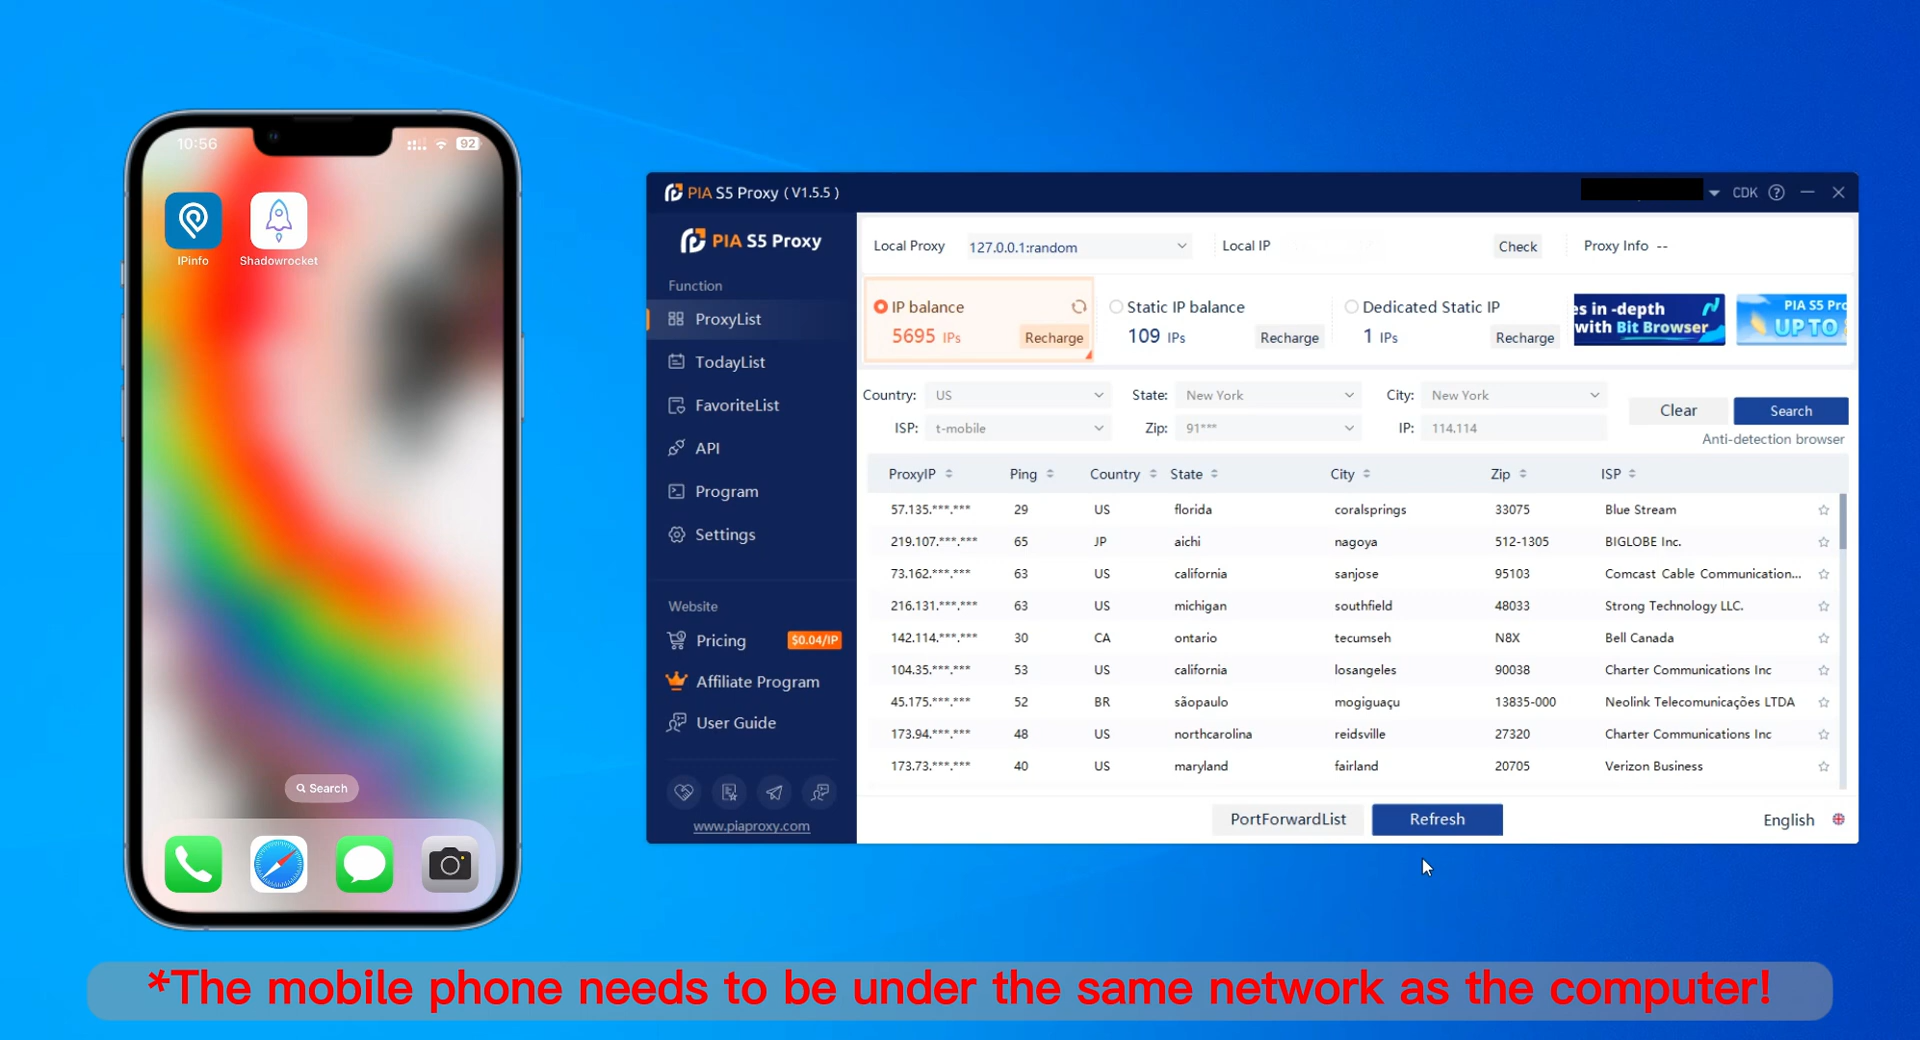 10:56
92
IPinfo
Shadowrocket
Search
PIA S5 Proxy ( V1.5.5 )
CDK
PIA S5 Proxy
Function
ProxyList
TodayList
FavoriteList
API
Program
Settings
Website
Pricing
$0.04/IP
Affiliate Program
User Guide
www.piaproxy.com
Local Proxy 127.0.0.1:random Local IP Check Proxy Info --
IP balance
5695 IPs Recharge
Static IP balance
109 IPs Recharge
Dedicated Static IP
1 IPs Recharge
es in -depth
with Bit Browser
PIA S5 Pro
UP TO
Country: US State: New York City: New York
ISP: t-mobile Zip: 91*** IP: 114.114
Clear Search
Anti-detection browser
ProxyIP Ping Country State City Zip ISP
57.135.***.*** 29 US florida coralsprings 33075 Blue Stream
219.107.***.*** 65 JP aichi nagoya 512-1305 BIGLOBE Inc.
73.162.***.*** 63 US california sanjose 95103 Comcast Cable Communication...
216.131.***.*** 63 US michigan southfield 48033 Strong Technology LLC.
142.114.***.*** 30 CA ontario tecumseh N8X Bell Canada
104.35.***.*** 53 US california losangeles 90038 Charter Communications Inc
45.175.***.*** 52 BR sãopaulo mogiguaçu 13835-000 Neolink Telecomunicações LTDA
173.94.***.*** 48 US northcarolina reidsville 27320 Charter Communications Inc
173.73.***.*** 40 US maryland fairland 20705 Verizon Business
PortForwardList Refresh English
*The mobile phone needs to be under the same network as the computer!